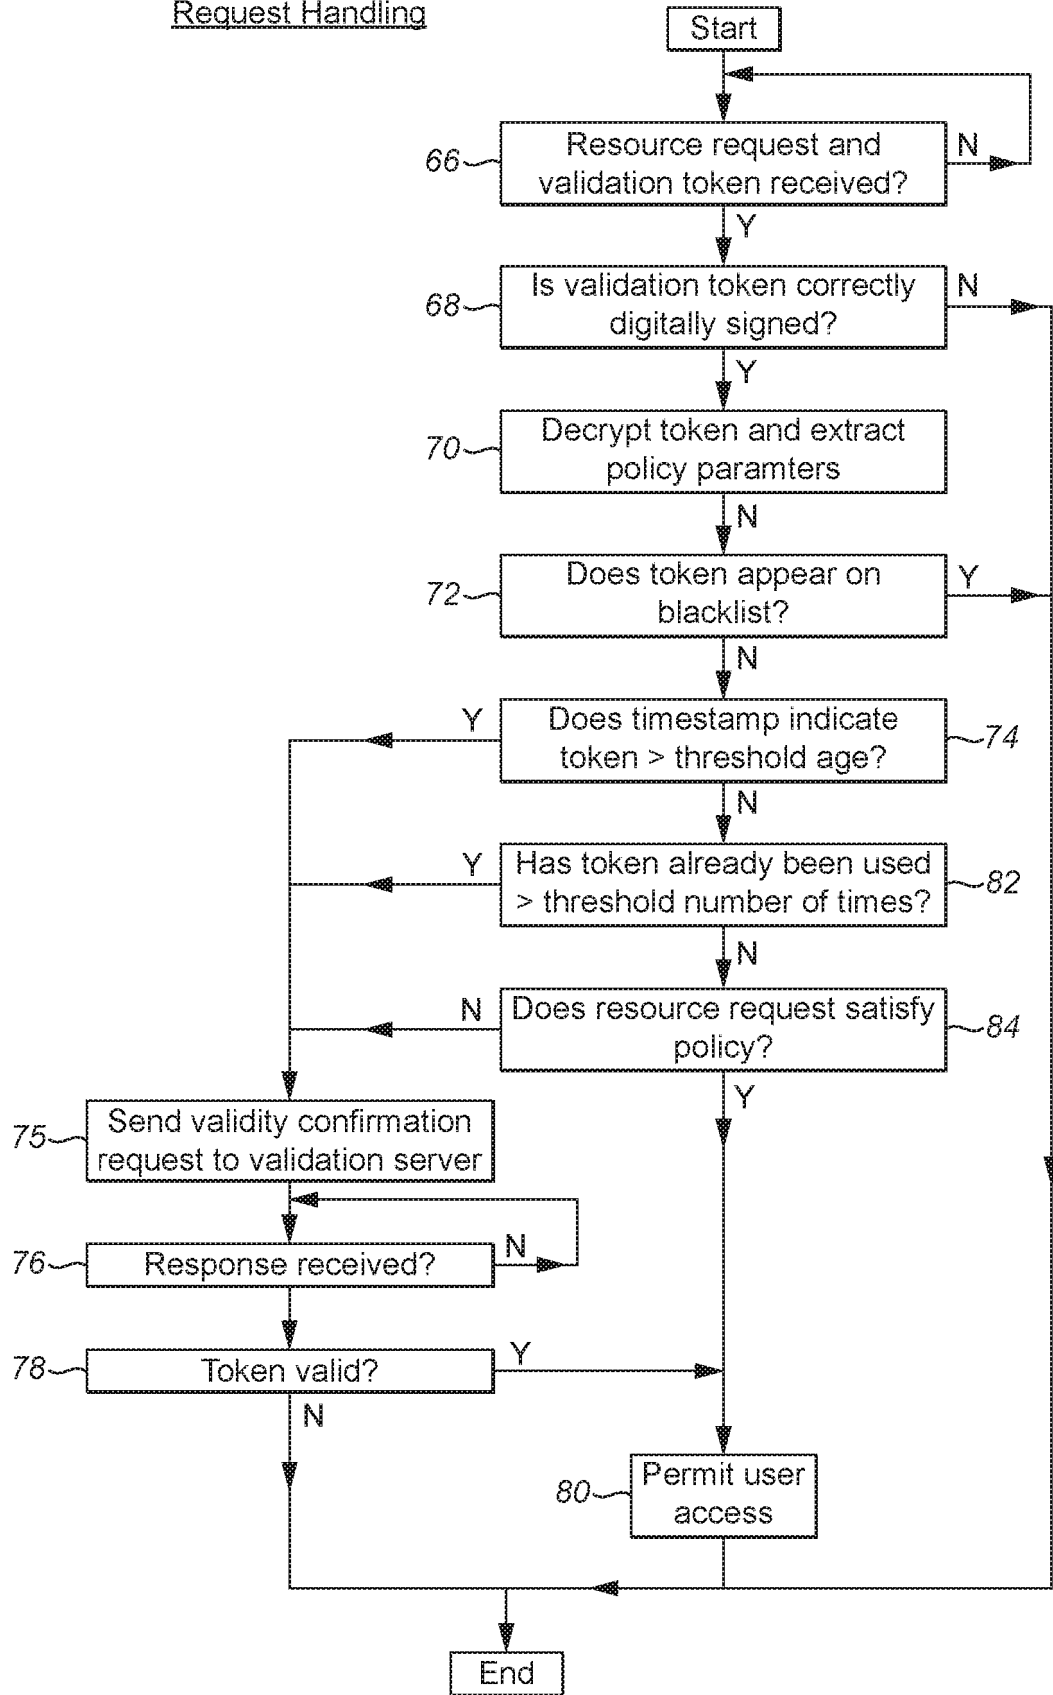 Request Handling
Start
66
Resource request and
validation token received?
N
Y
68
Is validation token correctly
digitally signed?
N
Y
70
Decrypt token and extract
policy paramters
N
72
Does token appear on
blacklist?
Y
N
Y
Does timestamp indicate
token > threshold age?
74
N
Y
Has token already been used
> threshold number of times?
82
N
N
Does resource request satisfy
policy?
84
Y
75
Send validity confirmation
request to validation server
76
Response received?
N
78
Token valid?
Y
N
80
Permit user
access
End